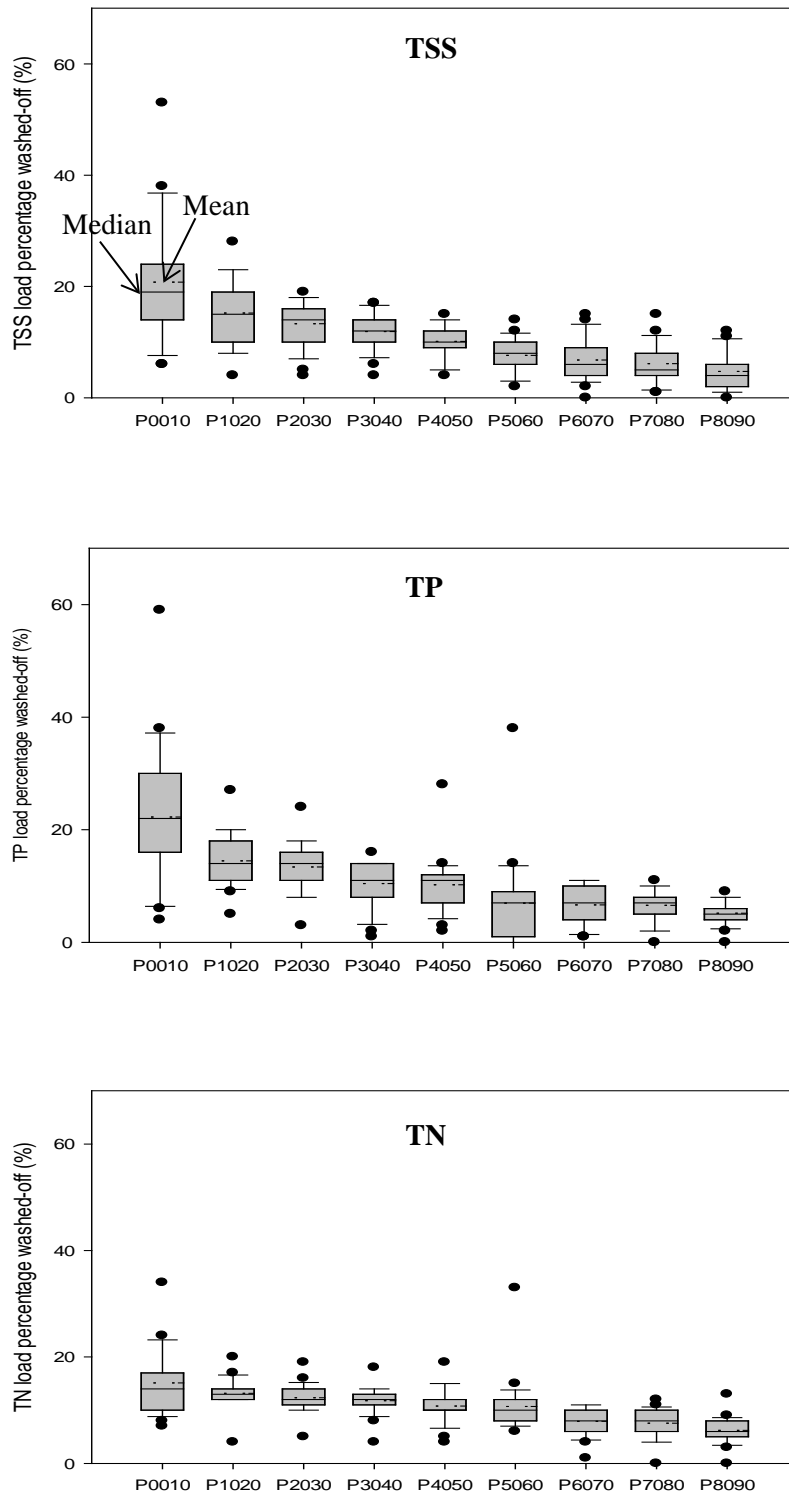 TSS
TSS load percentage washed-off (%)
60
40
20
0
Median
Mean
P0010 P1020 P2030 P3040 P4050 P5060 P6070 P7080 P8090
TP
TP load percentage washed-off (%)
60
40
20
0
P0010 P1020 P2030 P3040 P4050 P5060 P6070 P7080 P8090
TN
TN load percentage washed-off (%)
60
40
20
0
P0010 P1020 P2030 P3040 P4050 P5060 P6070 P7080 P8090